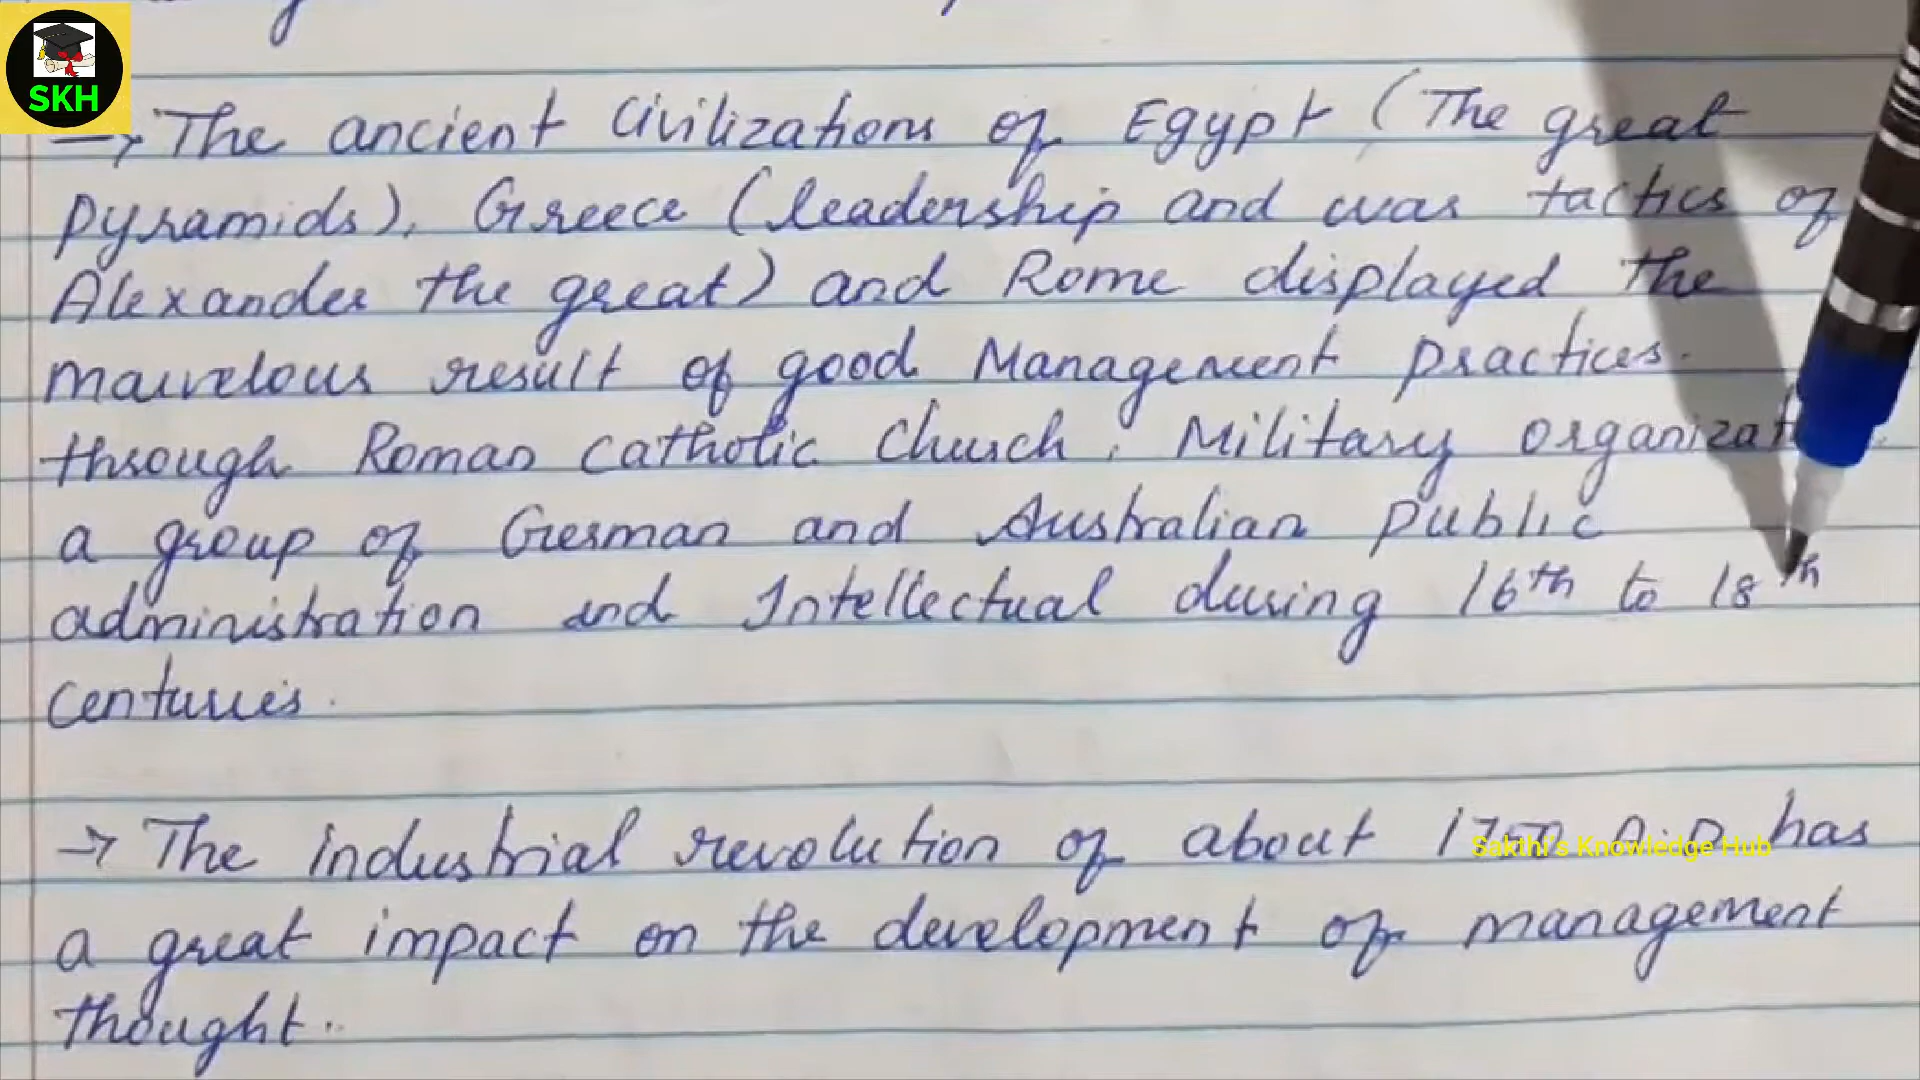 SKH
→ The ancient civilizations of Egypt (The great
pyramids), Greece (leadership and was tactics of
Alexander the great) and Rome displayed the
marvelous result of good Management practices.
through Roman catholic Church, Military
a group of German and Australian public
administration and Intellectual during 16th to 18th
centuries.
→ The industrial revolution of about A.D has
Sakthi's Knowledge Hub
a great impact on the development of management
thought.